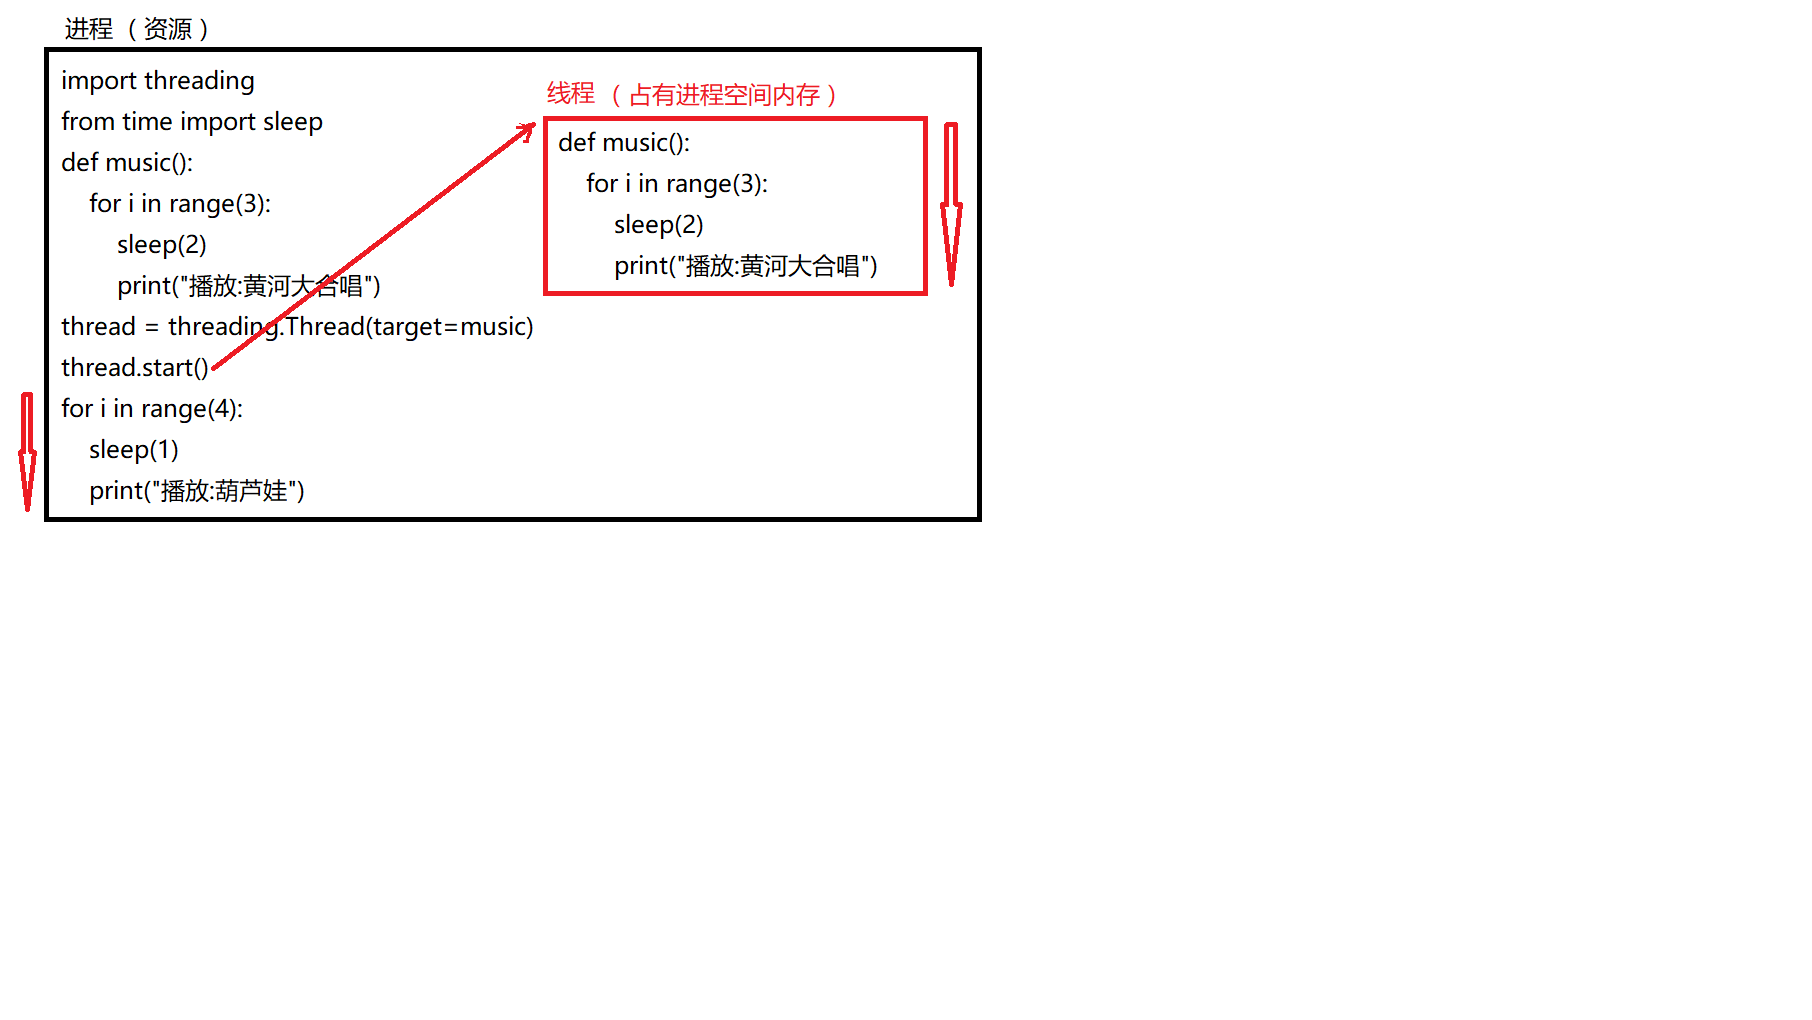 进程（资源）
import threading
from time import sleep
def music():
    for i in range(3):
        sleep(2)
        print("播放:黄河大合唱")
thread = threading.Thread(target=music)
thread.start()
for i in range(4):
    sleep(1)
    print("播放:葫芦娃")
线程（占有进程空间内存）
def music():
    for i in range(3):
        sleep(2)
        print("播放:黄河大合唱")